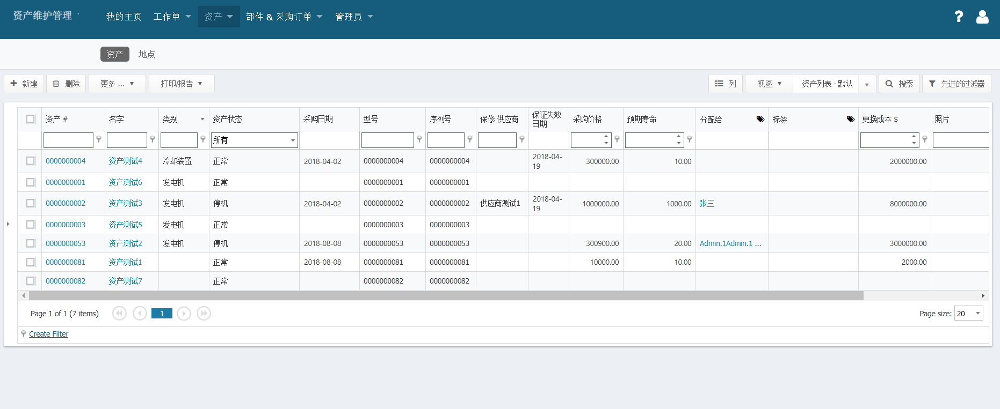 资产维护管理
我的主页 工作单 资产 部件 & 采购订单 管理员
资产 地点
新建 删除 更多 ... 打印/报告 列 视图 资产列表 - 默认 搜索 先进的过滤器
资产 # 名字 类别 资产状态 采购日期 型号 序列号 保修 供应商 保证失效日期 采购价格 预期寿命 分配给 标签 更换成本 $ 照片
所有
0000000004 资产测试4 冷却装置 正常 2018-04-02 0000000004 0000000004 2018-04-19 300000.00 10.00 2000000.00
0000000001 资产测试6 发电机 正常 0000000001 0000000001
0000000002 资产测试3 发电机 停机 2018-04-02 0000000002 0000000002 供应商测试1 2018-04-19 1000000.00 1000.00 张三 8000000.00
0000000003 资产测试5 发电机 正常 0000000003 0000000003
0000000053 资产测试2 发电机 停机 2018-08-08 0000000053 0000000053 300900.00 20.00 Admin.1Admin.1 ... 3000000.00
0000000081 资产测试1 正常 2018-08-08 0000000081 0000000081 10000.00 10.00 2000.00
0000000082 资产测试7 正常 0000000082 0000000082
Page 1 of 1 (7 items) 1 Page size: 20
Create Filter